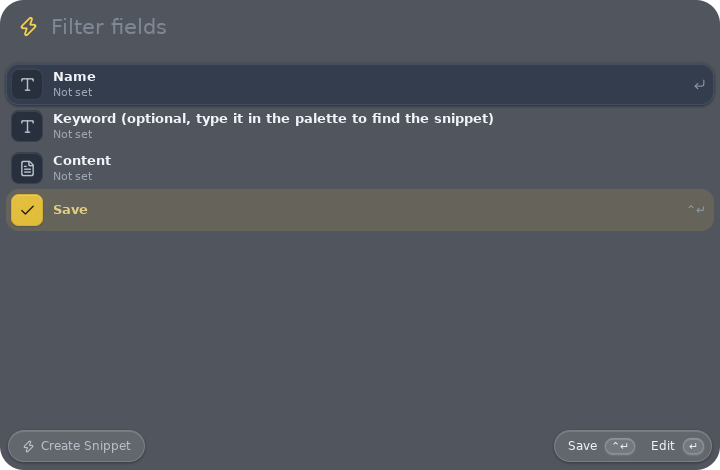 Filter fields
Name
Not set
Keyword (optional, type it in the palette to find the snippet)
Not set
Content
Not set
Save
⌃↵
Create Snippet
Save ⌃↵ Edit ↵